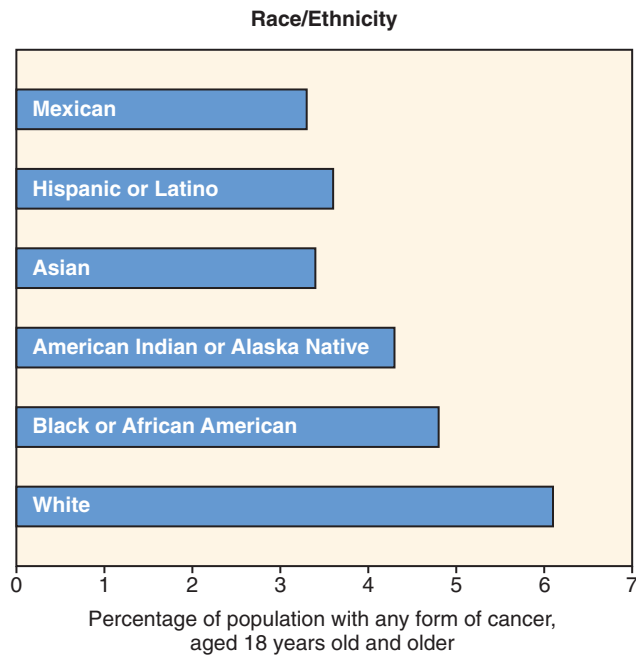 Race/Ethnicity
Mexican
Hispanic or Latino
Asian
American Indian or Alaska Native
Black or African American
White
0 1 2 3 4 5 6 7
Percentage of population with any form of cancer,
aged 18 years old and older